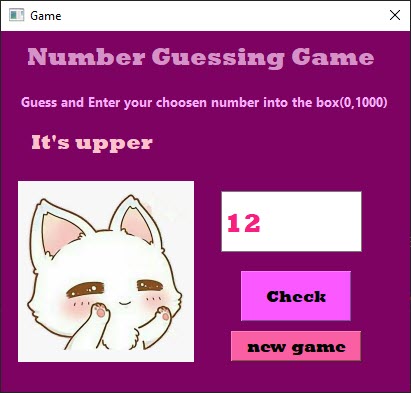 Game
Number Guessing Game
Guess and Enter your choosen number into the box(0,1000)
It's upper
12
Check
new game